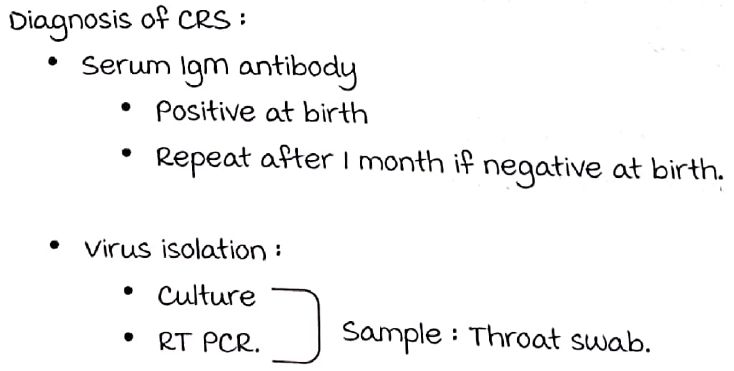 Diagnosis of CRS :
• Serum Igm antibody
• Positive at birth
• Repeat after 1 month if negative at birth.
• Virus isolation :
• Culture
• RT PCR.
Sample : Throat swab.